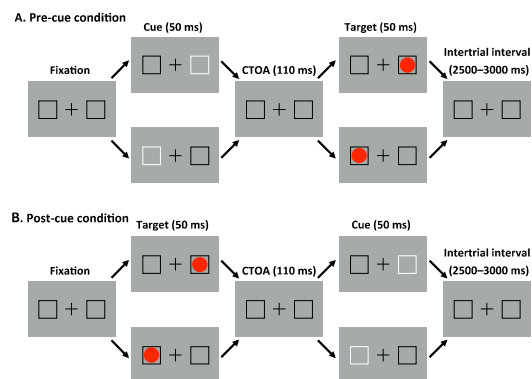 A. Pre-cue condition
Cue (50 ms)
Target (50 ms)
Fixation
CTOA (110 ms)
Intertrial interval
(2500–3000 ms)
B. Post-cue condition
Target (50 ms)
Cue (50 ms)
Fixation
CTOA (110 ms)
Intertrial interval
(2500–3000 ms)